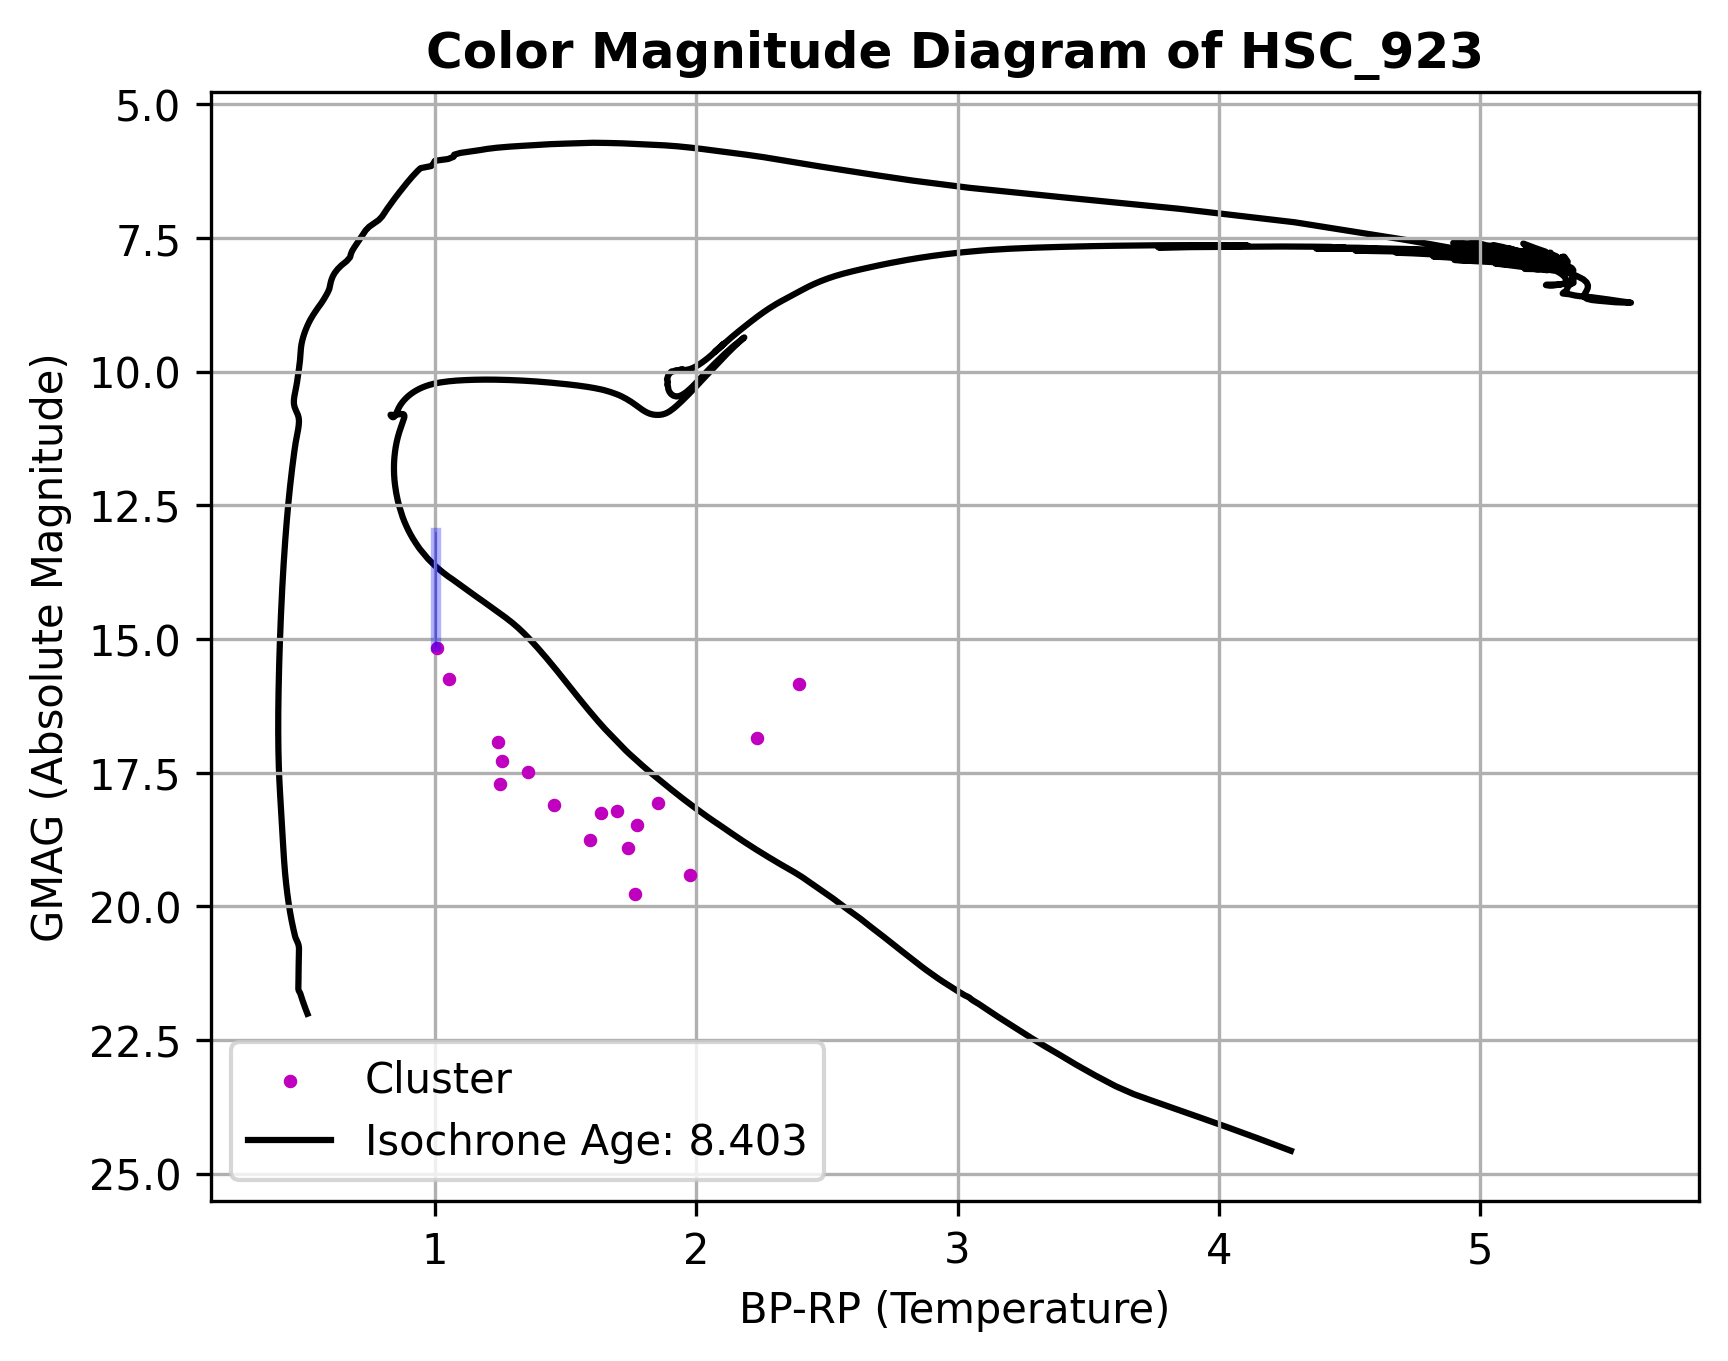 Color Magnitude Diagram of HSC_923
5.0
7.5
10.0
12.5
15.0
17.5
20.0
22.5
25.0
GMAG (Absolute Magnitude)
Cluster
Isochrone Age: 8.403
1 2 3 4 5
BP-RP (Temperature)